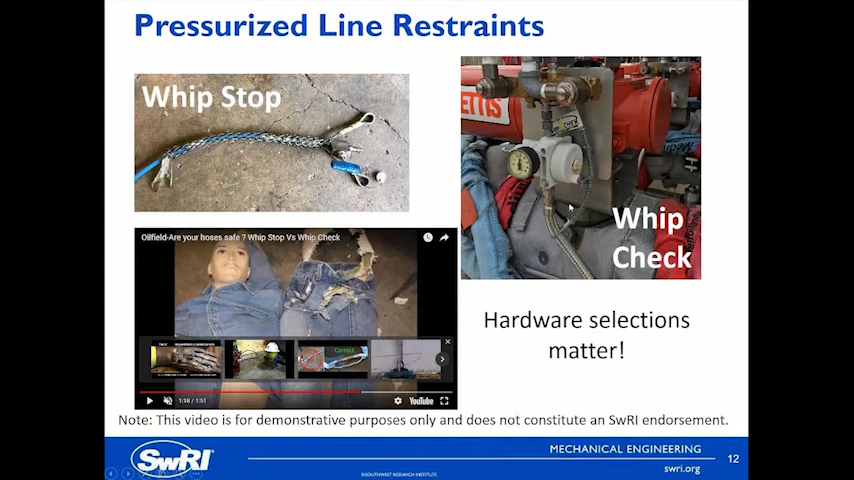 Pressurized Line Restraints
Whip Stop
ETTIS
Whip
Check
Oilfield-Are your hoses safe ? Whip Stop Vs Whip Check
Correct
1:18 / 1:51
YouTube
Hardware selections
matter!
Note: This video is for demonstrative purposes only and does not constitute an SwRI endorsement.
SwRI
MECHANICAL ENGINEERING
12
swri.org
©SOUTHWEST RESEARCH INSTITUTE